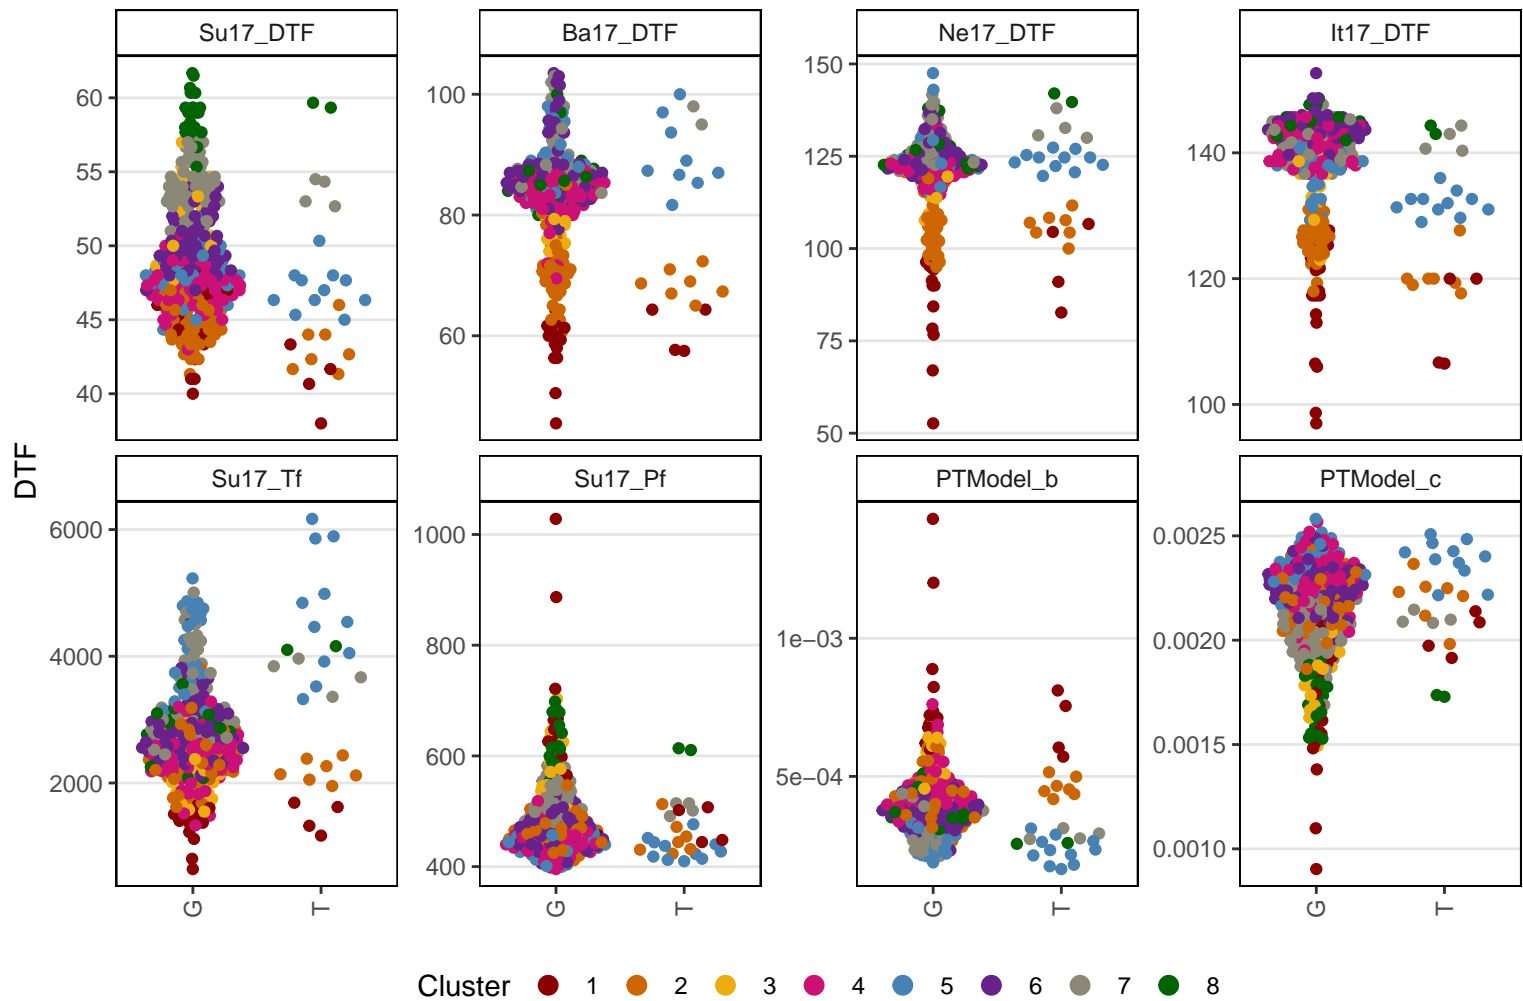 Su17_DTF
Ba17_DTF
Ne17_DTF
It17_DTF
60
55
50
45
40
100
80
60
150
125
100
75
50
140
120
100
DTF
Su17_Tf
Su17_Pf
PTModel_b
PTModel_c
6000
4000
2000
1000
800
600
400
1e−03
5e−04
0.0025
0.0020
0.0015
0.0010
G
T
G
T
G
T
G
T
Cluster 1 2 3 4 5 6 7 8